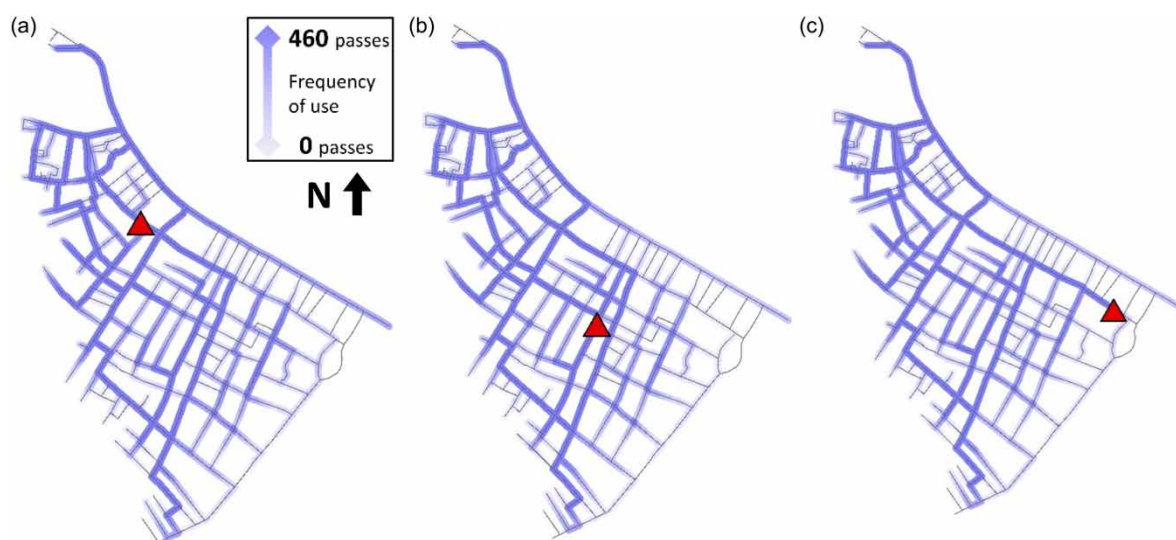 (a)
460 passes
Frequency
of use
0 passes
N
(b)
(c)